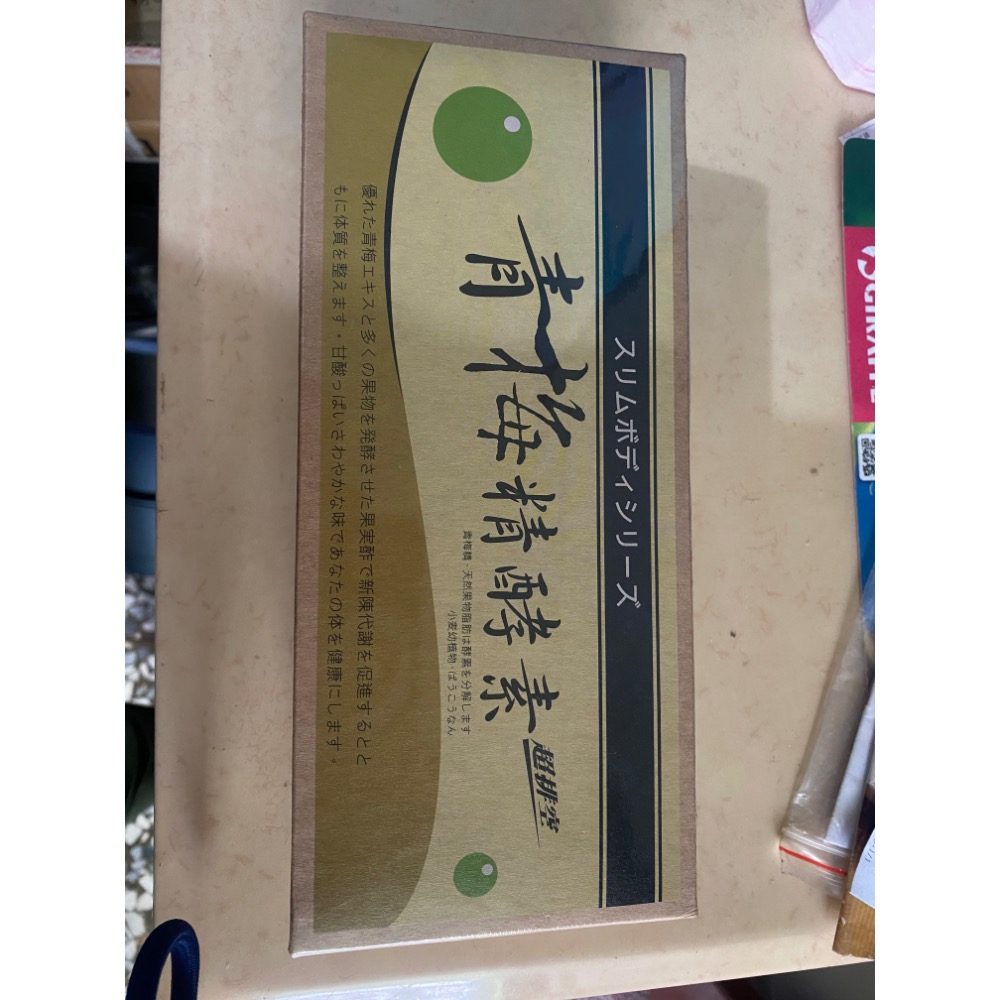 スリムボディシリーズ
青梅精酵素
超排空
青梅精・天然果物脂肪は酵素を分解します
小麦幼植物・ばうこうなん
優れた青梅エキスと多くの果物を発酵させた果実酢で新陳代謝を促進するとと
もに体質を整えます・甘酸っぱいさわやかな味であなたの体を健康にします。